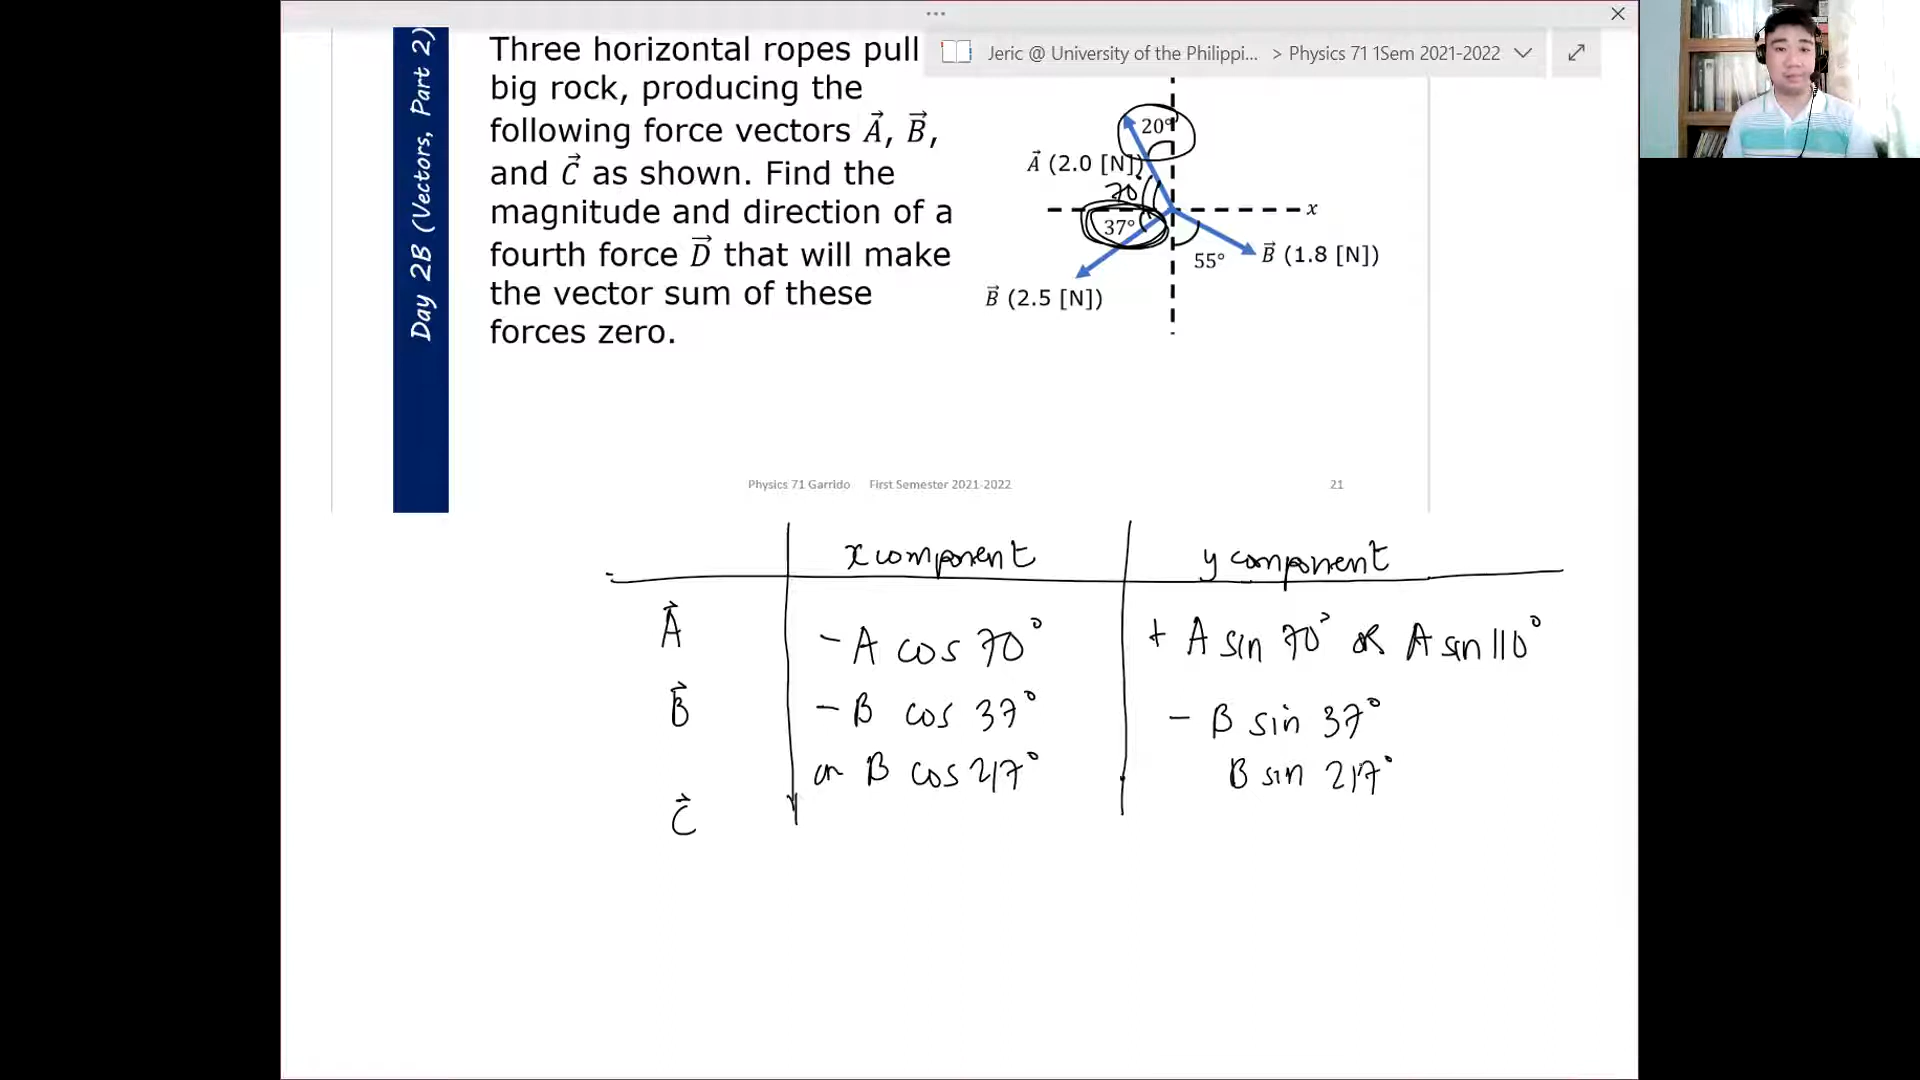 Day 2B (Vectors, Part 2)
Three horizontal ropes pull
big rock, producing the
following force vectors A⃗, B⃗,
and C⃗ as shown. Find the
magnitude and direction of a
fourth force D⃗ that will make
the vector sum of these
forces zero.
Jeric @ University of the Philippi... > Physics 71 1Sem 2021-2022
20°
A⃗ (2.0 [N])
70°
x
37°
55°
B⃗ (1.8 [N])
B⃗ (2.5 [N])
Physics 71 Garrido First Semester 2021-2022 21
x component y component
A⃗ - A cos 70° + A sin 70° or A sin 110°
B⃗ - B cos 37° - B sin 37°
or B cos 217° B sin 217°
C⃗